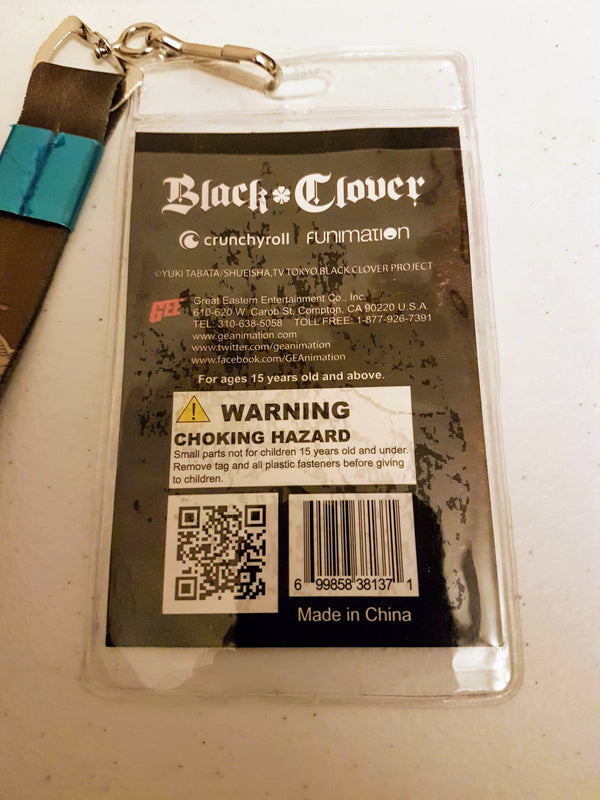 Black Clover
crunchyroll FUNIMATION
©YUKI TABATA/SHUEISHA,TV TOKYO,BLACK CLOVER PROJECT
GEE
Great Eastern Entertainment Co., Inc.
610-620 W. Carob St. Compton, CA 90220 U.S.A.
TEL: 310-638-5058 TOLL FREE: 1-877-926-7391
www.geanimation.com
www.twitter.com/geanimation
www.facebook.com/GEAnimation
For ages 15 years old and above.
WARNING
CHOKING HAZARD
Small parts not for children 15 years old and under.
Remove tag and all plastic fasteners before giving
to children.
6 99858 38137 1
Made in China